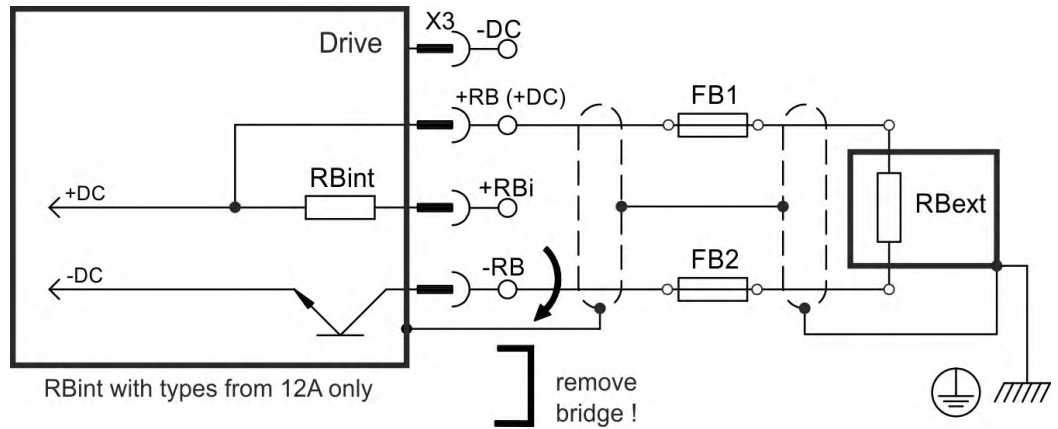 X3
-DC
Drive
+RB (+DC)
FB1
RBint
+DC
+RBi
RBext
-DC
-RB
FB2
RBint with types from 12A only
remove
bridge !